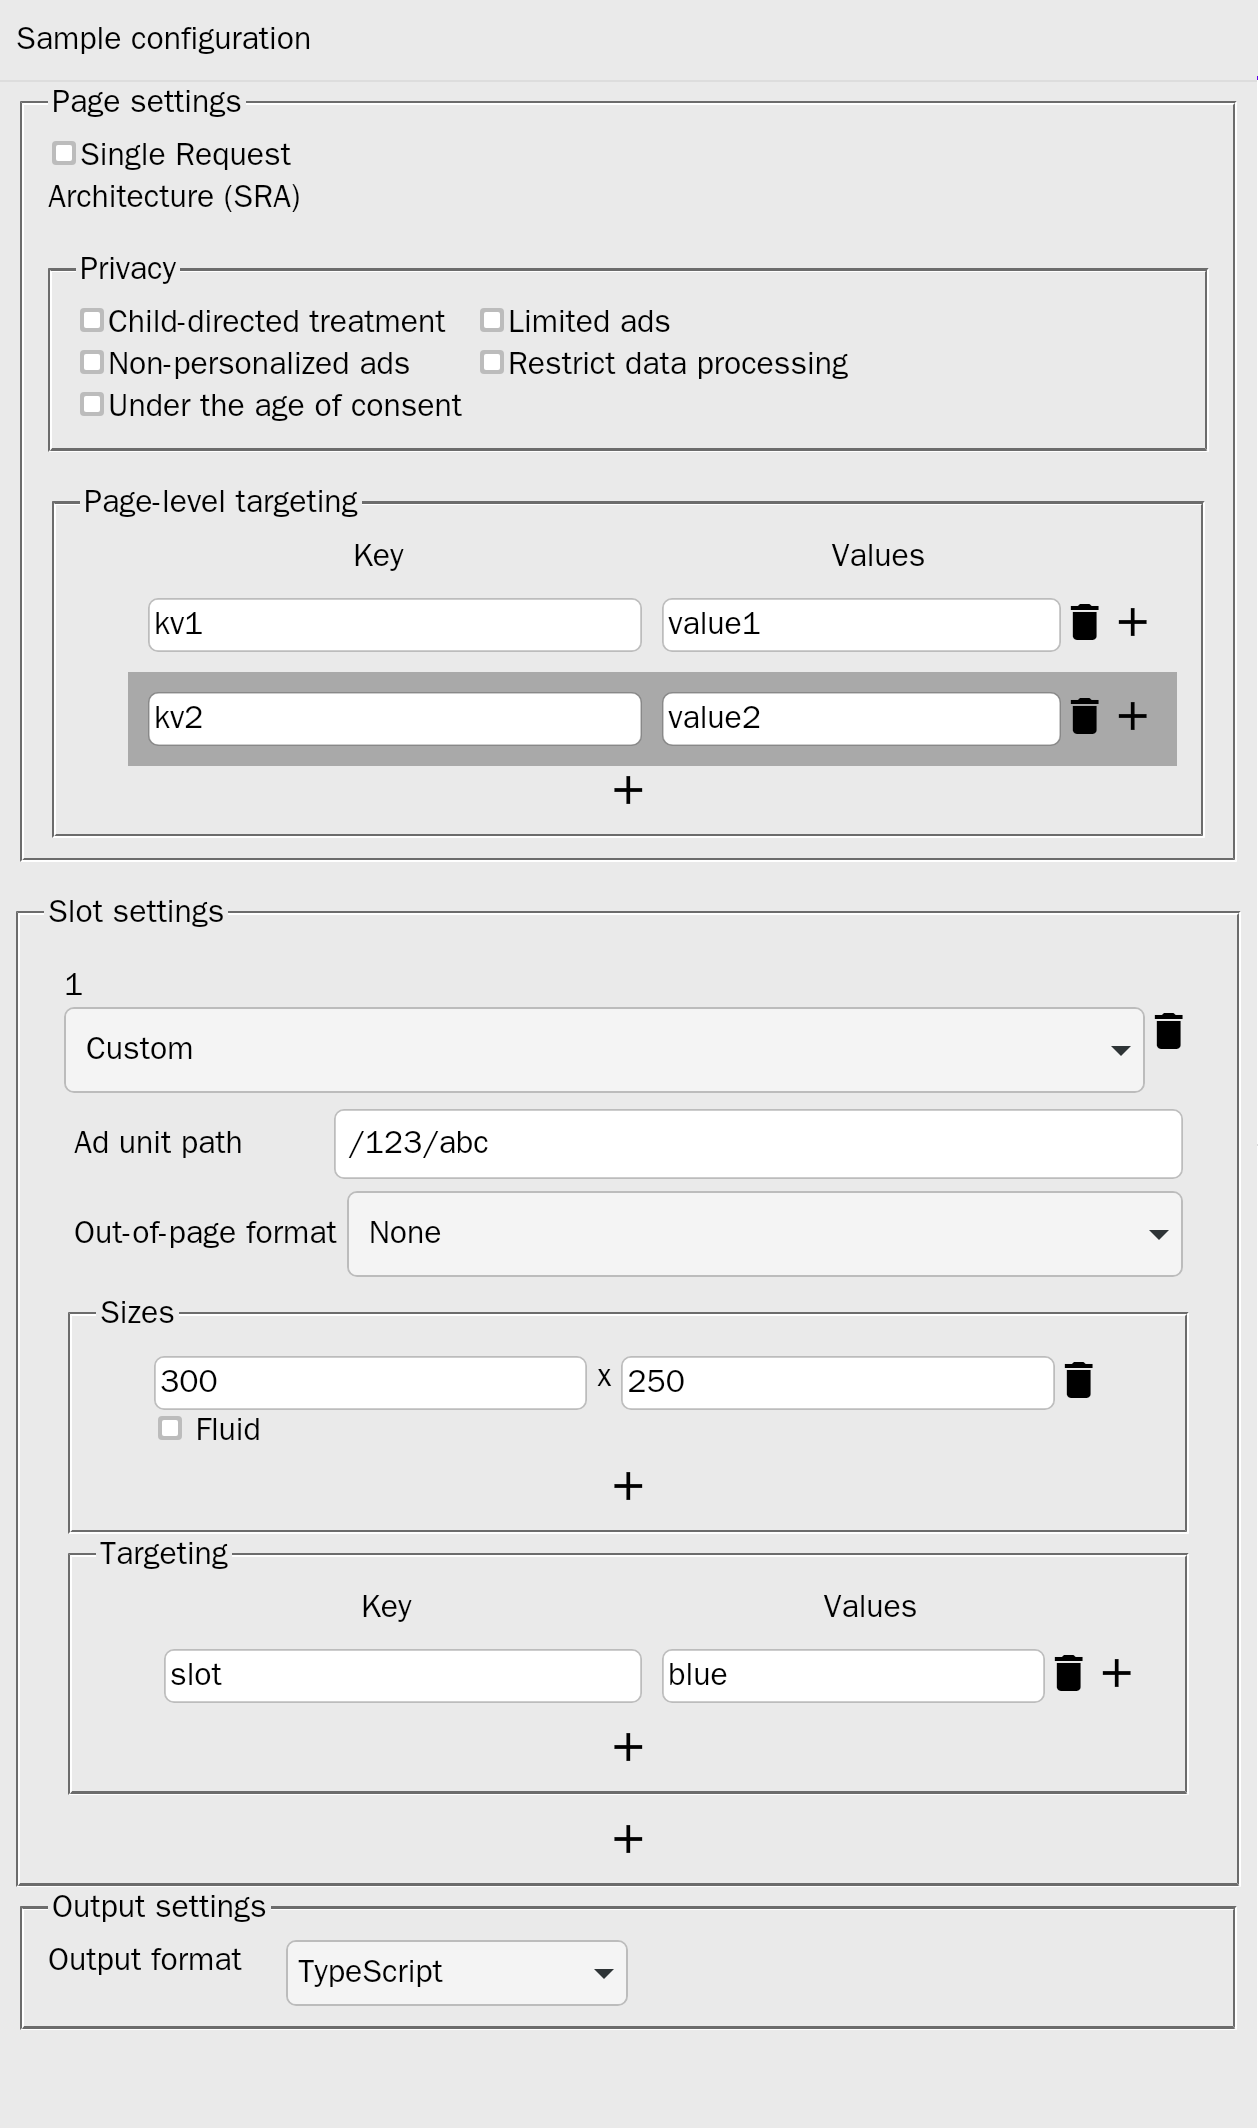 Sample configuration
Page settings
Single Request
Architecture (SRA)
Privacy
Child-directed treatment Limited ads
Non-personalized ads Restrict data processing
Under the age of consent
Page-level targeting
Key Values
kv1 value1
kv2 value2
Slot settings
1
Custom
Ad unit path /123/abc
Out-of-page format None
Sizes
300 x 250
Fluid
Targeting
Key Values
slot blue
Output settings
Output format TypeScript